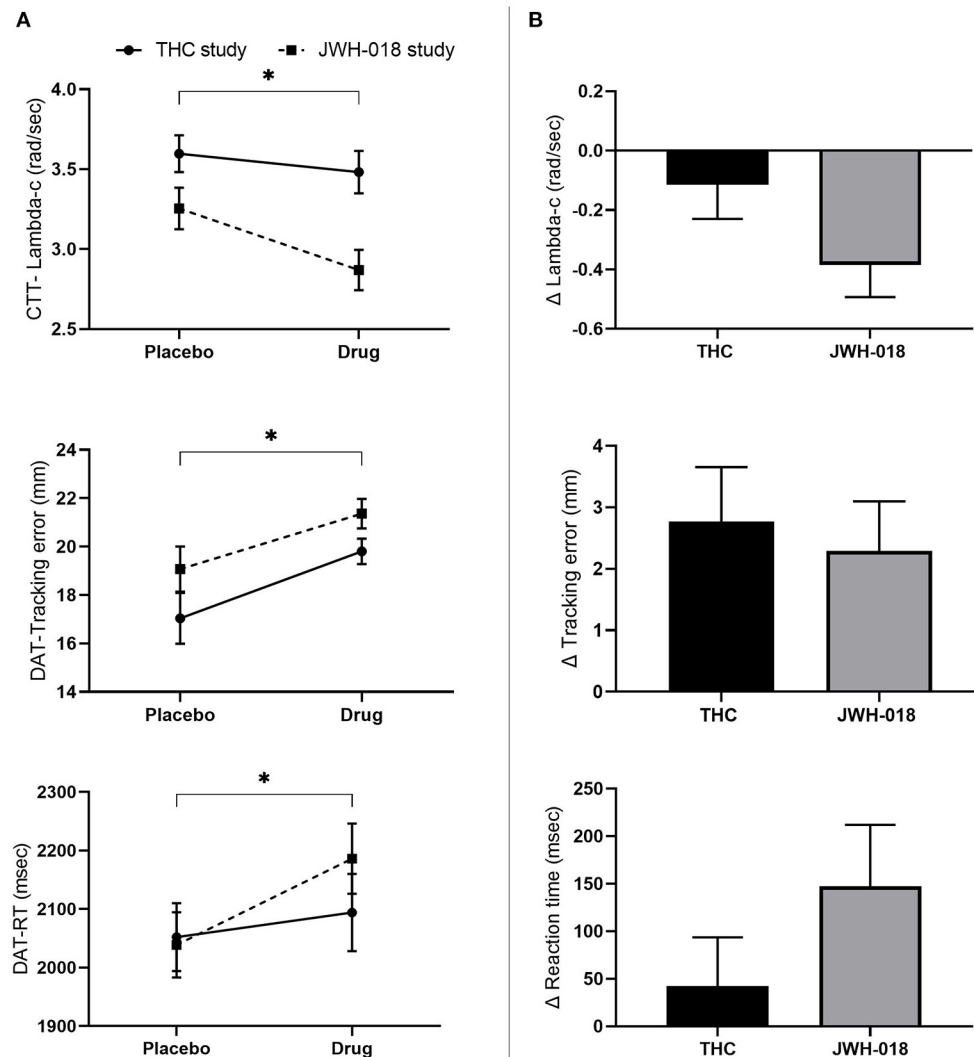 A
THC study JWH-018 study
*
4.0
3.5
3.0
2.5
CTT- Lambda-c (rad/sec)
Placebo Drug
*
24
22
20
18
16
14
DAT-Tracking error (mm)
Placebo Drug
*
2300
2200
2100
2000
1900
DAT-RT (msec)
Placebo Drug
B
0.2
0.0
-0.2
-0.4
-0.6
Δ Lambda-c (rad/sec)
THC JWH-018
4
3
2
1
0
Δ Tracking error (mm)
THC JWH-018
250
200
150
100
50
0
Δ Reaction time (msec)
THC JWH-018